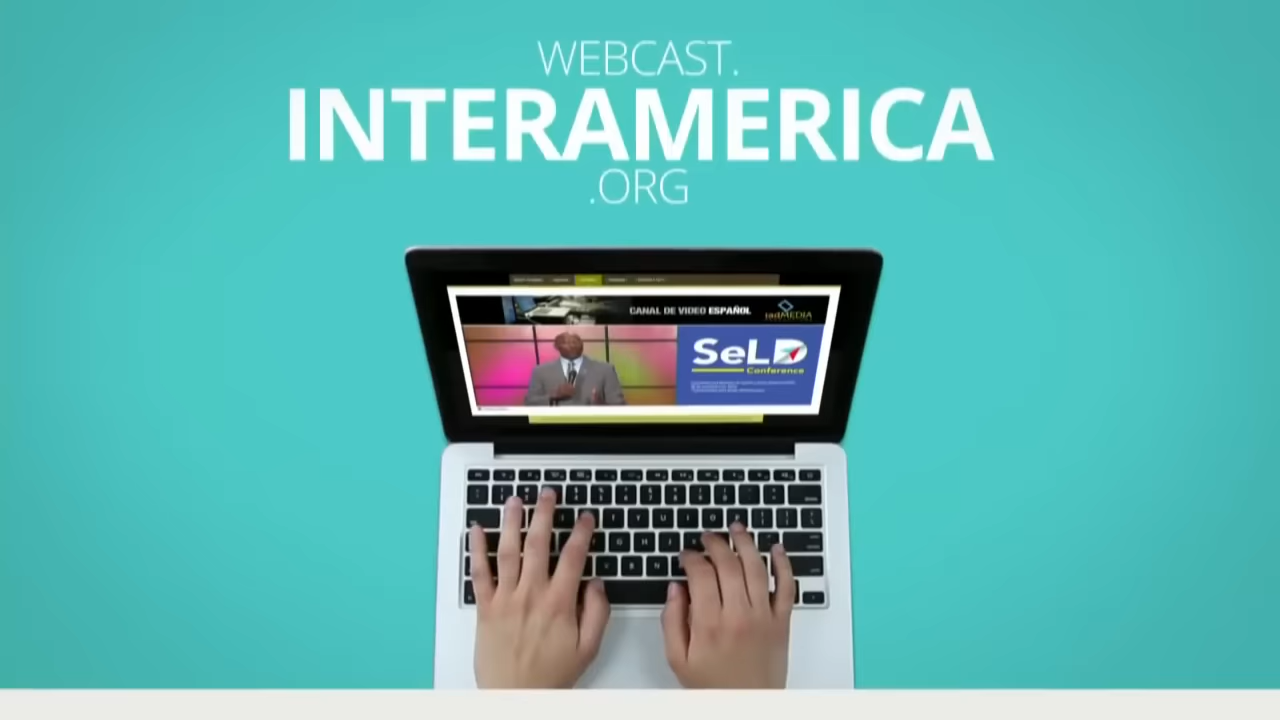 WEBCAST.
INTERAMERICA
.ORG
CANAL DE VIDEO ESPAÑOL
iadMEDIA
SeLD
Conference